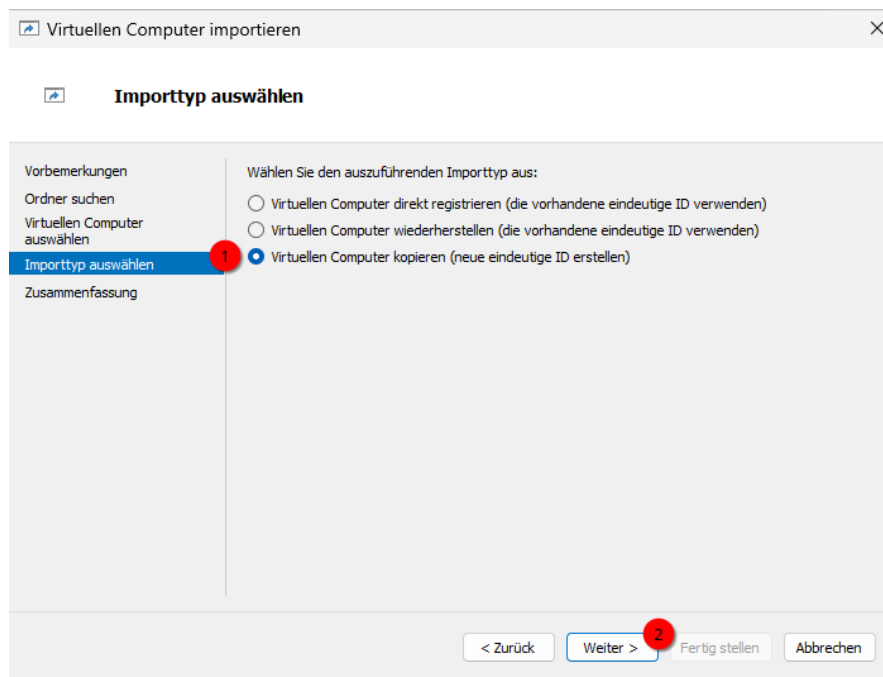 Virtuellen Computer importieren
Importtyp auswählen
Vorbemerkungen
Ordner suchen
Virtuellen Computer
auswählen
Importtyp auswählen
Zusammenfassung
Wählen Sie den auszuführenden Importtyp aus:
Virtuellen Computer direkt registrieren (die vorhandene eindeutige ID verwenden)
Virtuellen Computer wiederherstellen (die vorhandene eindeutige ID verwenden)
1
Virtuellen Computer kopieren (neue eindeutige ID erstellen)
< Zurück
Weiter >
2
Fertig stellen
Abbrechen